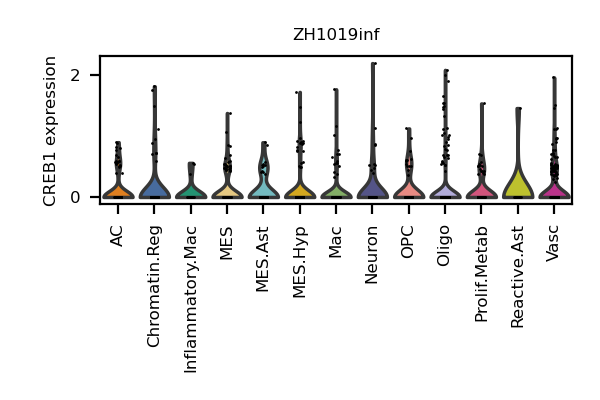 ZH1019inf
CREB1 expression
2
0
AC
Chromatin.Reg
Inflammatory.Mac
MES
MES.Ast
MES.Hyp
Mac
Neuron
OPC
Oligo
Prolif.Metab
Reactive.Ast
Vasc